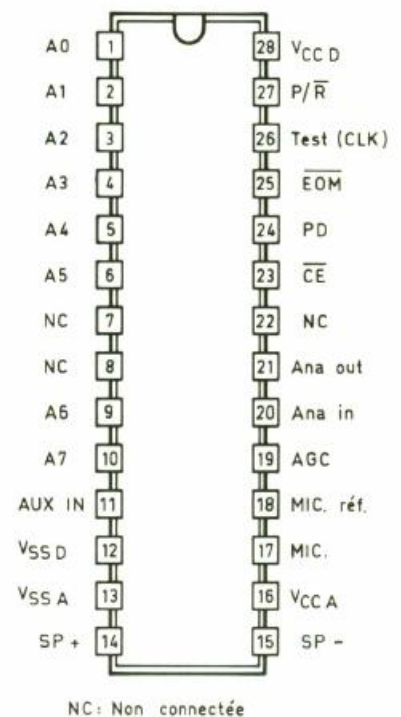 A0 1 28 VCC D
A1 2 27 P/R̅
A2 3 26 Test (CLK)
A3 4 25 E̅O̅M̅
A4 5 24 PD
A5 6 23 C̅E̅
NC 7 22 NC
NC 8 21 Ana out
A6 9 20 Ana in
A7 10 19 AGC
AUX IN 11 18 MIC. réf.
VSS D 12 17 MIC.
VSS A 13 16 VCC A
SP + 14 15 SP -
NC: Non connectée